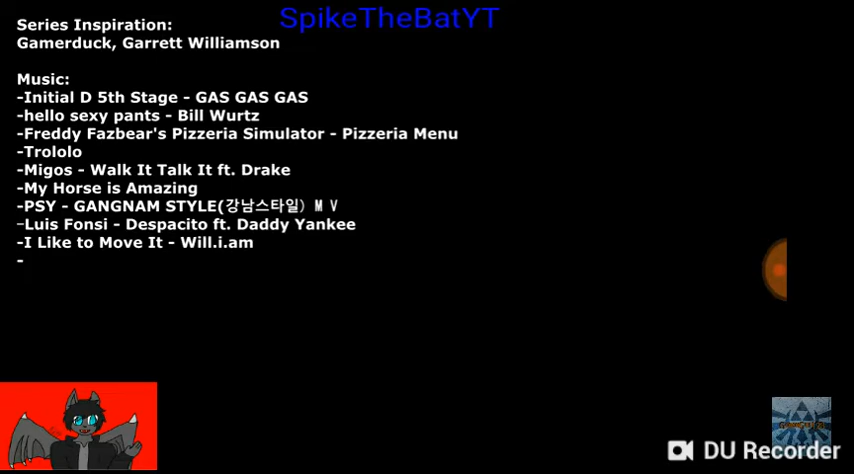 SpikeTheBatYT
Series Inspiration:
Gamerduck, Garrett Williamson
Music:
-Initial D 5th Stage - GAS GAS GAS
-hello sexy pants - Bill Wurtz
-Freddy Fazbear's Pizzeria Simulator - Pizzeria Menu
-Trololo
-Migos - Walk It Talk It ft. Drake
-My Horse is Amazing
-PSY - GANGNAM STYLE(강남스타일) M V
-Luis Fonsi - Despacito ft. Daddy Yankee
-I Like to Move It - Will.i.am
-
DU Recorder